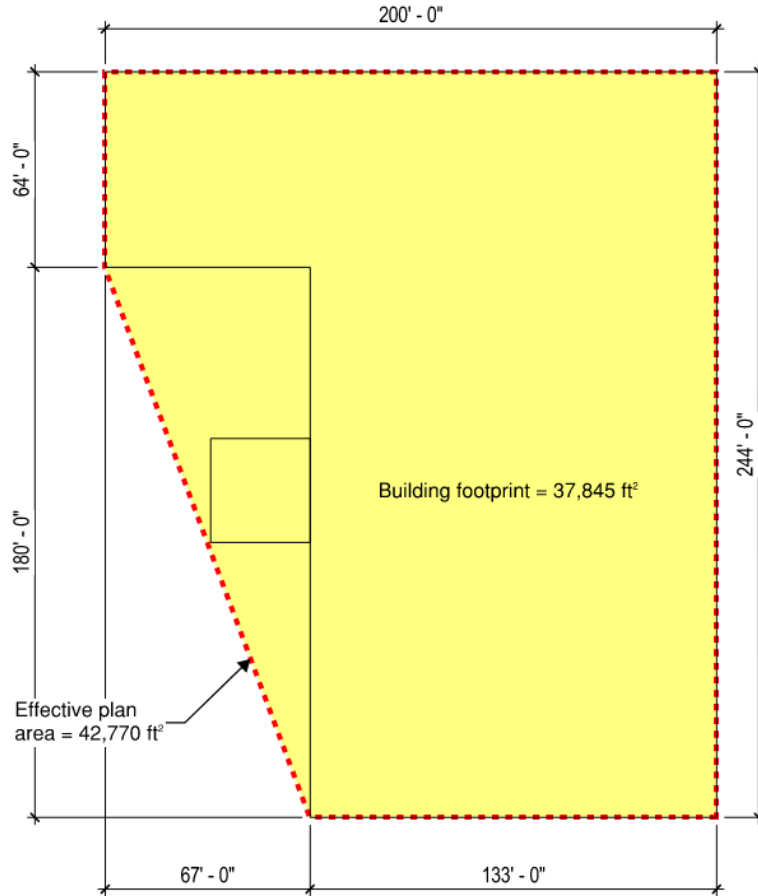 200' - 0"
64' - 0"
244' - 0"
Building footprint = 37,845 ft²
180' - 0"
Effective plan
area = 42,770 ft²
67' - 0"
133' - 0"